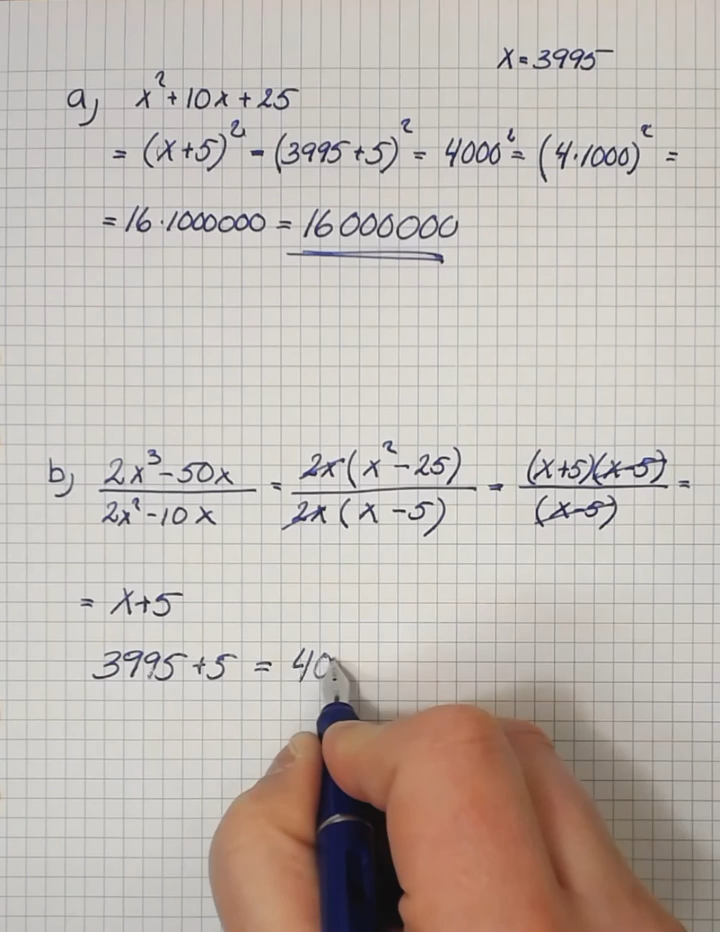 x = 3995
a) x² + 10x + 25
= (x+5)² = (3995+5)² = 4000² = (4·1000)² =
= 16·1000000 = 16000000
b) (2x³ - 50x)/(2x² - 10x) = 2x(x² - 25)/2x(x - 5) = (x+5)(x-5)/(x-5) =
= x+5
3995 + 5 = 40